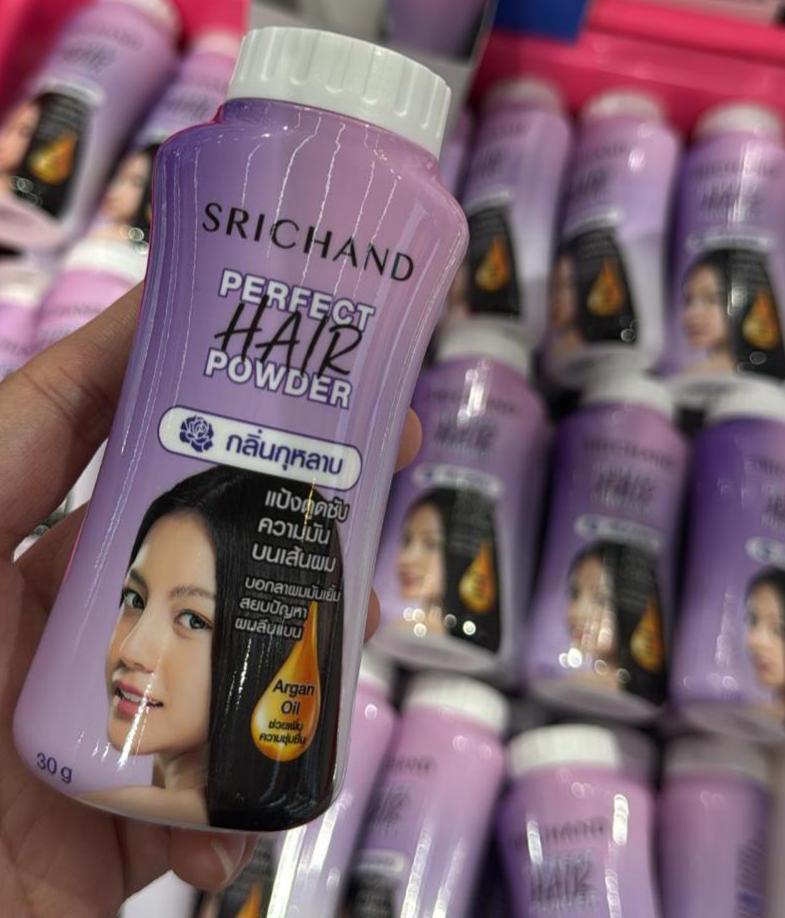 SRICHAND
PERFECT
HAIR
POWDER
กลิ่นกุหลาบ
แป้งดูดซับ
ความมัน
บนเส้นผม
บอกลาผมมันเยิ้ม
สยบปัญหา
ผมลีบแบน
Argan
Oil
ช่วยเพิ่ม
ความชุ่มชื้น
30 g
SRICHAND
HAIR